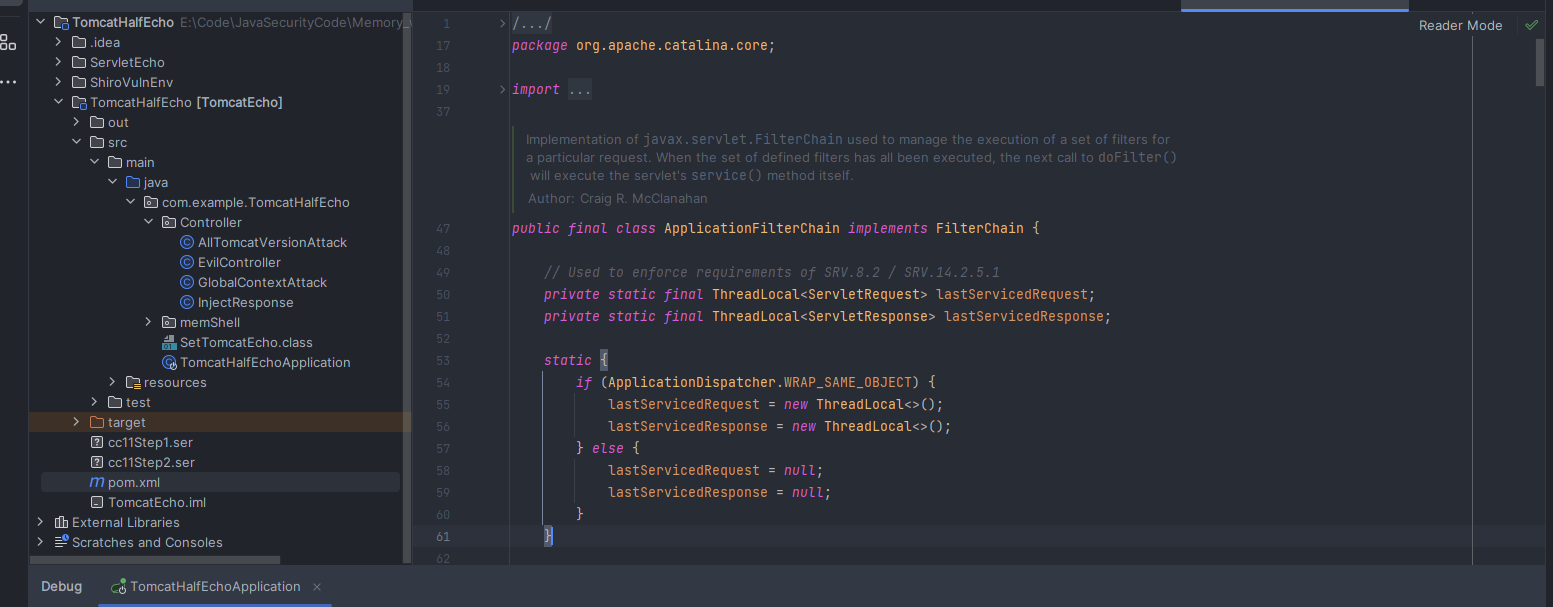 TomcatHalfEcho E:\Code\JavaSecurityCode\Memory_
.idea
ServletEcho
ShiroVulnEnv
TomcatHalfEcho [TomcatEcho]
out
src
main
java
com.example.TomcatHalfEcho
Controller
AllTomcatVersionAttack
EvilController
GlobalContextAttack
InjectResponse
memShell
SetTomcatEcho.class
TomcatHalfEchoApplication
resources
test
target
cc11Step1.ser
cc11Step2.ser
pom.xml
TomcatEcho.iml
External Libraries
Scratches and Consoles
Reader Mode
1 /.../
17 package org.apache.catalina.core;
18
19 import ...
37
Implementation of javax.servlet.FilterChain used to manage the execution of a set of filters for
a particular request. When the set of defined filters has all been executed, the next call to doFilter()
will execute the servlet's service() method itself.
Author: Craig R. McClanahan
47 public final class ApplicationFilterChain implements FilterChain {
48
49 // Used to enforce requirements of SRV.8.2 / SRV.14.2.5.1
50 private static final ThreadLocal<ServletRequest> lastServicedRequest;
51 private static final ThreadLocal<ServletResponse> lastServicedResponse;
52
53 static {
54 if (ApplicationDispatcher.WRAP_SAME_OBJECT) {
55 lastServicedRequest = new ThreadLocal<>();
56 lastServicedResponse = new ThreadLocal<>();
57 } else {
58 lastServicedRequest = null;
59 lastServicedResponse = null;
60 }
61 }
62
Debug TomcatHalfEchoApplication ×